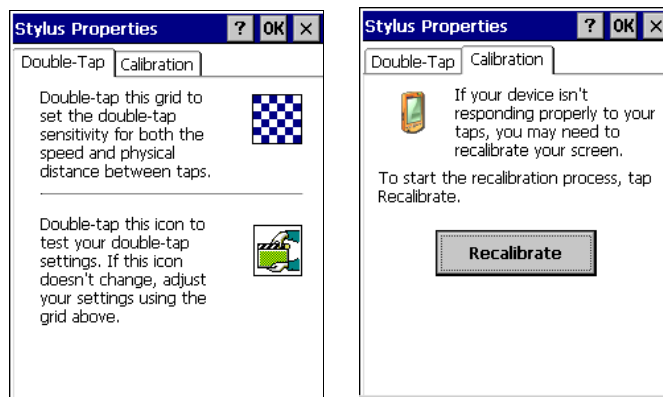 Stylus Properties ? OK ×
Double-Tap Calibration
Double-tap this grid to
set the double-tap
sensitivity for both the
speed and physical
distance between taps.
Double-tap this icon to
test your double-tap
settings. If this icon
doesn't change, adjust
your settings using the
grid above.
Stylus Properties ? OK ×
Double-Tap Calibration
If your device isn't
responding properly to your
taps, you may need to
recalibrate your screen.
To start the recalibration process, tap
Recalibrate.
Recalibrate